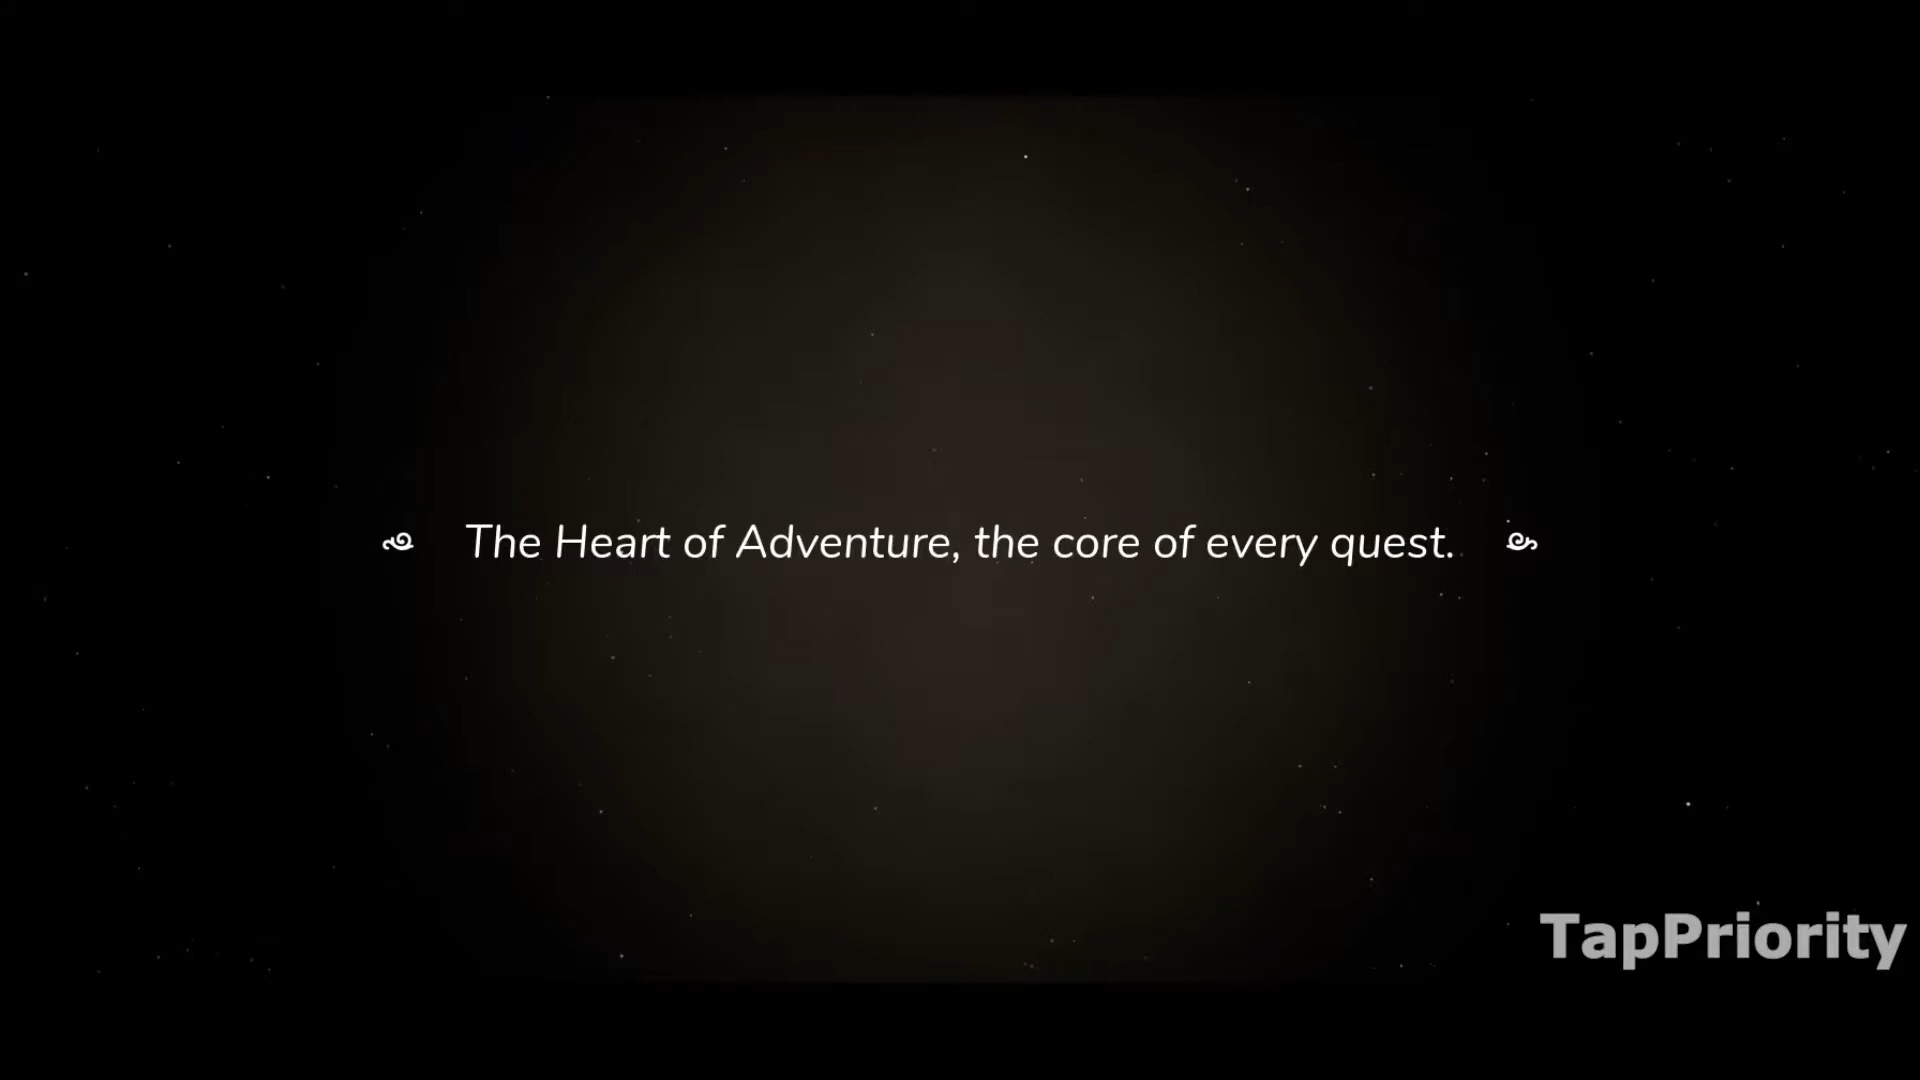 The Heart of Adventure, the core of every quest.
TapPriority